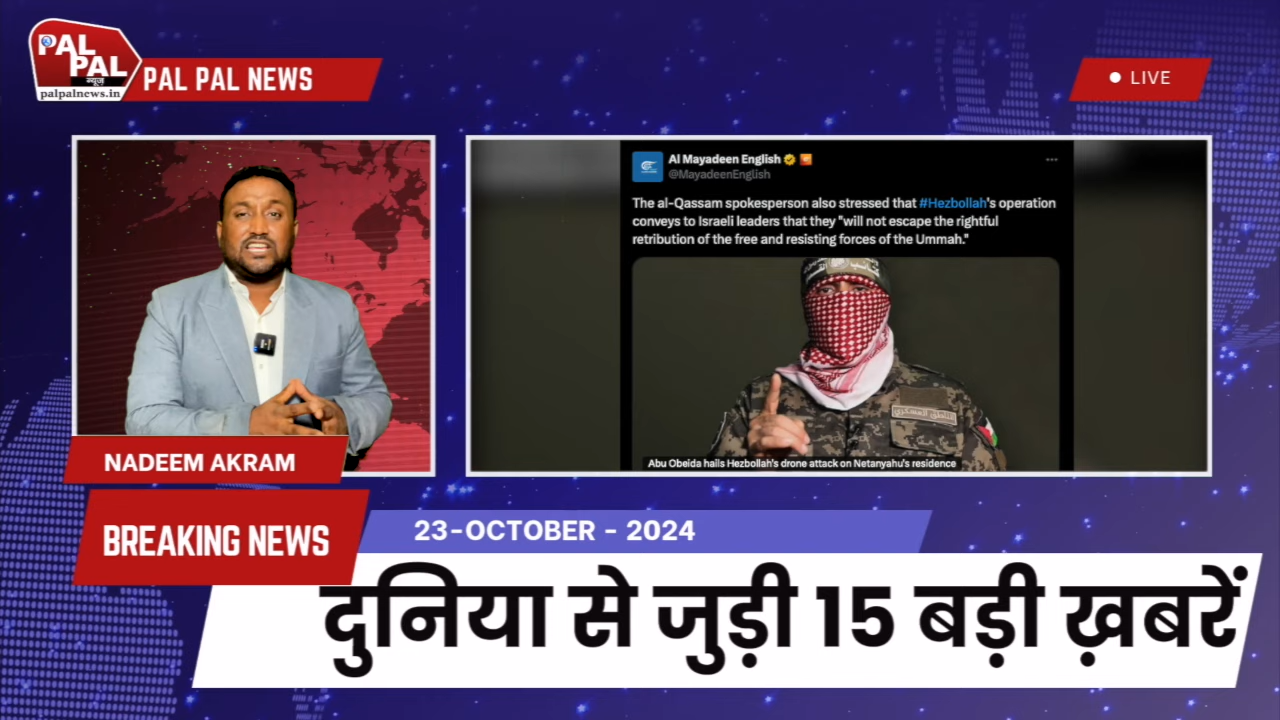 PAL
PAL
न्यूज़
palpalnews.in
PAL PAL NEWS
LIVE
Al Mayadeen English
@MayadeenEnglish
The al-Qassam spokesperson also stressed that #Hezbollah's operation
conveys to Israeli leaders that they "will not escape the rightful
retribution of the free and resisting forces of the Ummah."
Abu Obeida hails Hezbollah's drone attack on Netanyahu's residence
NADEEM AKRAM
BREAKING NEWS
23-OCTOBER - 2024
दुनिया से जुड़ी 15 बड़ी ख़बरें